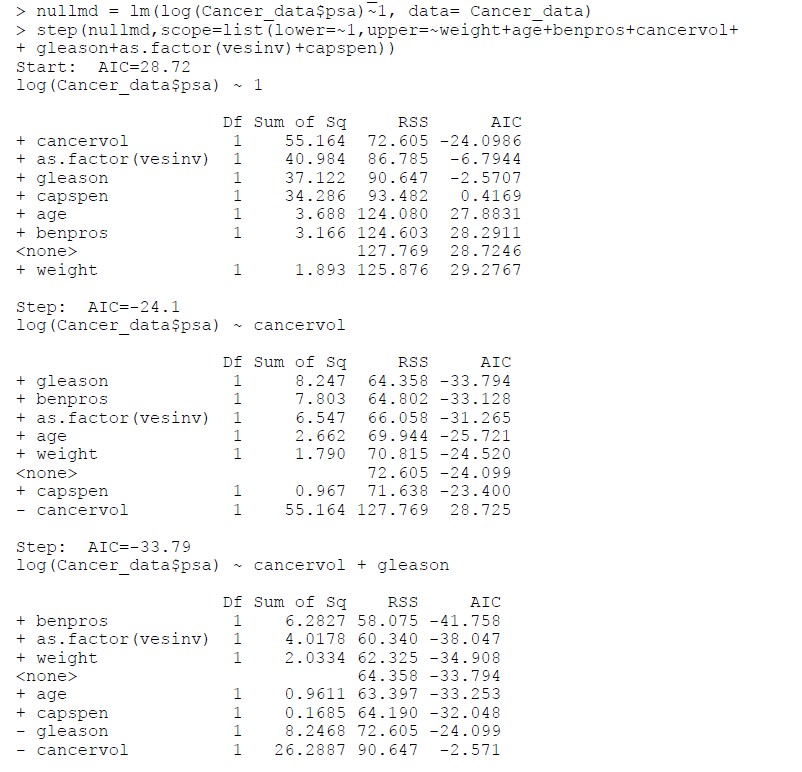 > nullmd = lm(log(Cancer_data$psa)~1, data= Cancer_data)
> step(nullmd,scope=list(lower=~1,upper=~weight+age+benpros+cancervol+
+ gleason+as.factor(vesinv)+capspen))
Start:  AIC=28.72
log(Cancer_data$psa) ~ 1

                    Df Sum of Sq     RSS      AIC
+ cancervol          1    55.164  72.605 -24.0986
+ as.factor(vesinv)  1    40.984  86.785  -6.7944
+ gleason            1    37.122  90.647  -2.5707
+ capspen            1    34.286  93.482   0.4169
+ age                1     3.688 124.080  27.8831
+ benpros            1     3.166 124.603  28.2911
<none>                           127.769  28.7246
+ weight             1     1.893 125.876  29.2767

Step:  AIC=-24.1
log(Cancer_data$psa) ~ cancervol

                    Df Sum of Sq     RSS     AIC
+ gleason            1     8.247  64.358 -33.794
+ benpros            1     7.803  64.802 -33.128
+ as.factor(vesinv)  1     6.547  66.058 -31.265
+ age                1     2.662  69.944 -25.721
+ weight             1     1.790  70.815 -24.520
<none>                            72.605 -24.099
+ capspen            1     0.967  71.638 -23.400
- cancervol          1    55.164 127.769  28.725

Step:  AIC=-33.79
log(Cancer_data$psa) ~ cancervol + gleason

                    Df Sum of Sq    RSS     AIC
+ benpros            1    6.2827 58.075 -41.758
+ as.factor(vesinv)  1    4.0178 60.340 -38.047
+ weight             1    2.0334 62.325 -34.908
<none>                           64.358 -33.794
+ age                1    0.9611 63.397 -33.253
+ capspen            1    0.1685 64.190 -32.048
- gleason            1    8.2468 72.605 -24.099
- cancervol          1   26.2887 90.647  -2.571